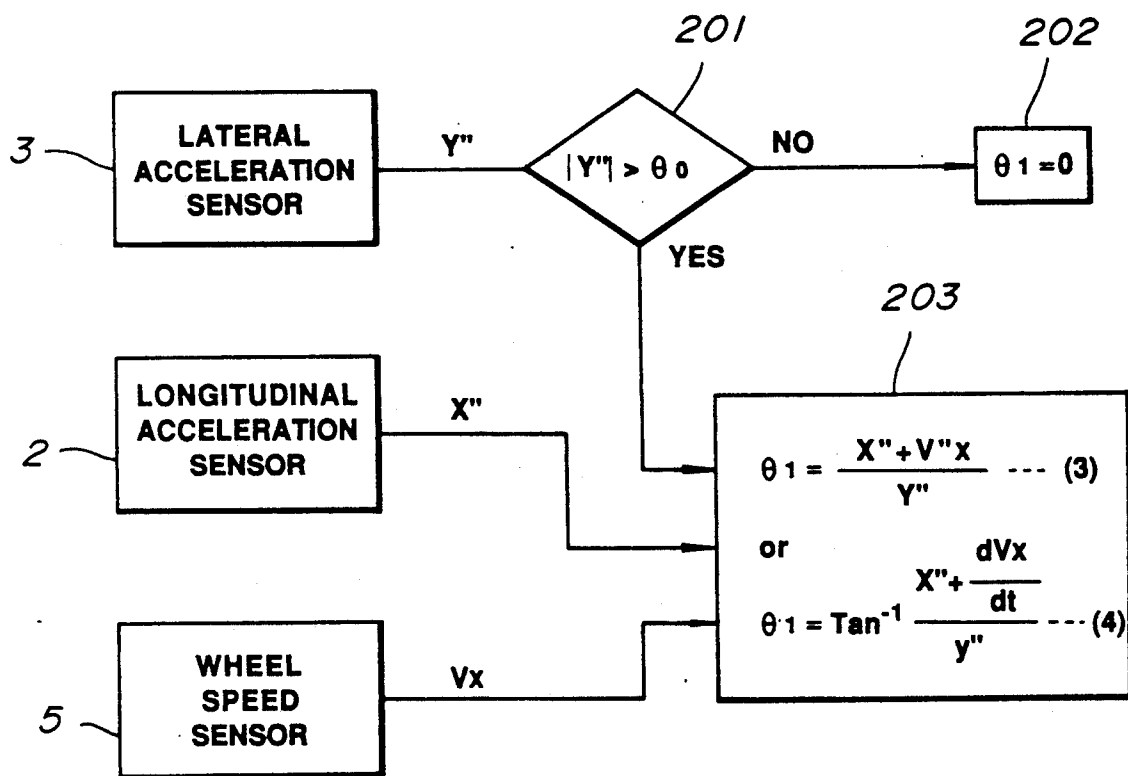 201
202
3
LATERAL
ACCELERATION
SENSOR
Y"
|Y"| > θ0
NO
θ1=0
YES
203
2
LONGITUDINAL
ACCELERATION
SENSOR
X"
θ1 = X" + V"x / Y" ---- (3)
or
θ1 = Tan⁻¹ X" + dVx/dt / y" ---- (4)
5
WHEEL
SPEED
SENSOR
Vx